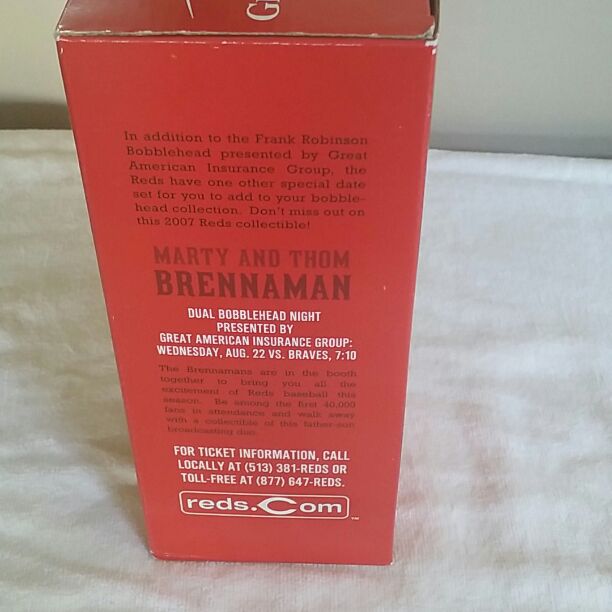 In addition to the Frank Robinson
Bobblehead presented by Great
American Insurance Group, the
Reds have one other special date
set for you to add to your bobble-
head collection. Don't miss out on
this 2007 Reds collectible!
MARTY AND THOM
BRENNAMAN
DUAL BOBBLEHEAD NIGHT
PRESENTED BY
GREAT AMERICAN INSURANCE GROUP:
WEDNESDAY, AUG. 22 VS. BRAVES, 7:10
The Brennamans are in the booth
together to bring you all the
excitement of Reds baseball this
season. Be among the first 40,000
fans in attendance and walk away
with a collectible of this father-son
broadcasting duo.
FOR TICKET INFORMATION, CALL
LOCALLY AT (513) 381-REDS OR
TOLL-FREE AT (877) 647-REDS.
reds.Com
TM